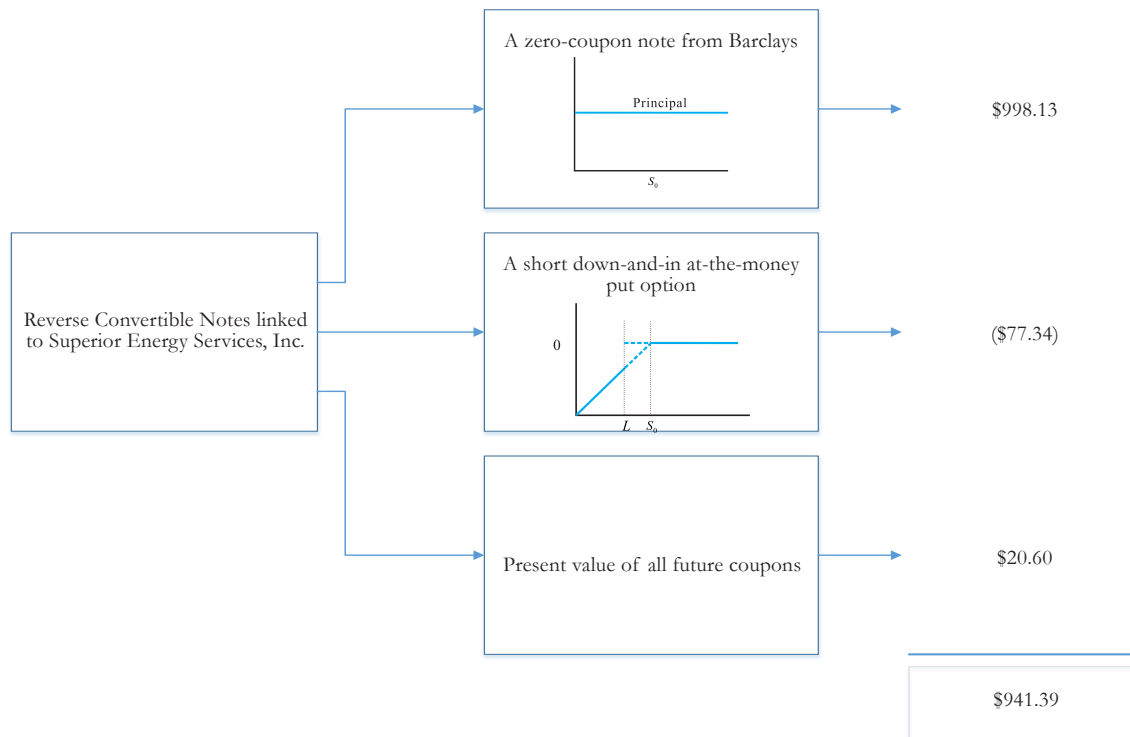 A zero-coupon note from Barclays
Principal
S₀
$998.13
Reverse Convertible Notes linked
to Superior Energy Services, Inc.
A short down-and-in at-the-money
put option
0
L S₀
($77.34)
Present value of all future coupons
$20.60
$941.39